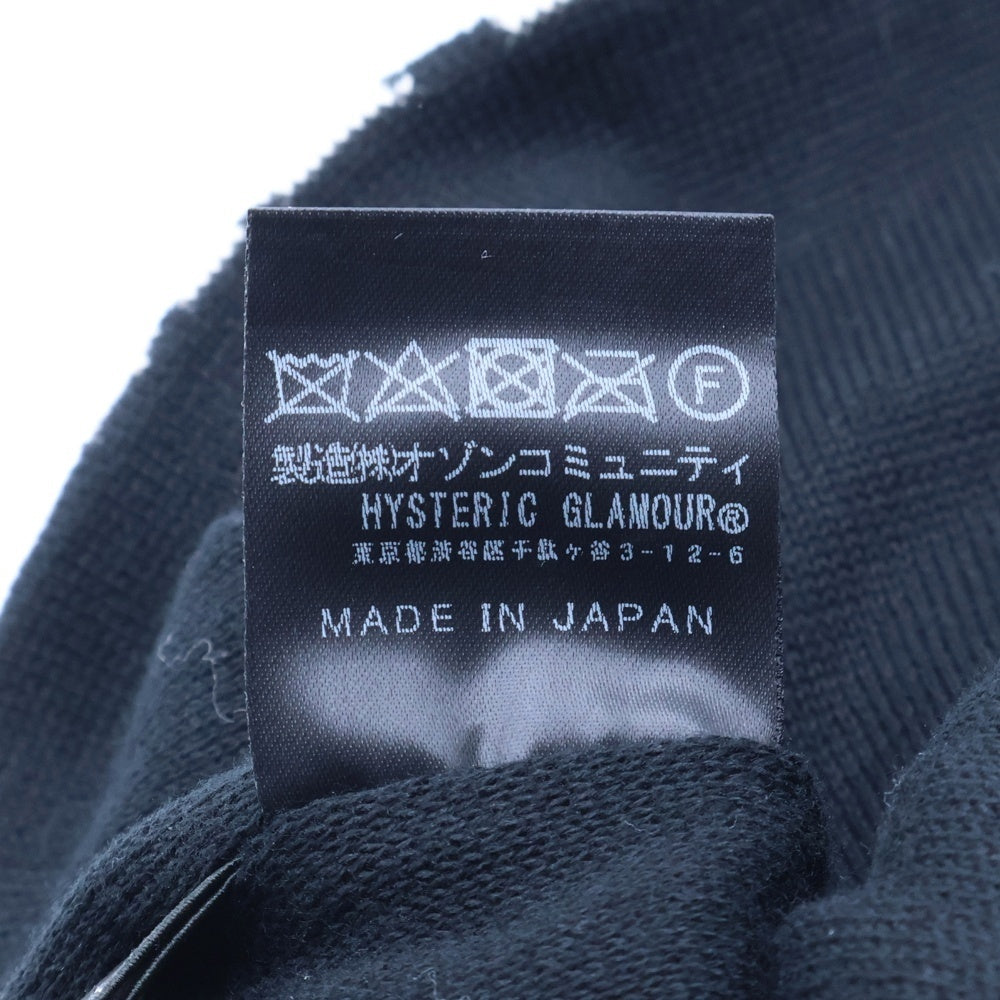 F
製造(株)オゾンコミュニティ
HYSTERIC GLAMOUR®
東京都渋谷区千駄ヶ谷3-12-6
MADE IN JAPAN